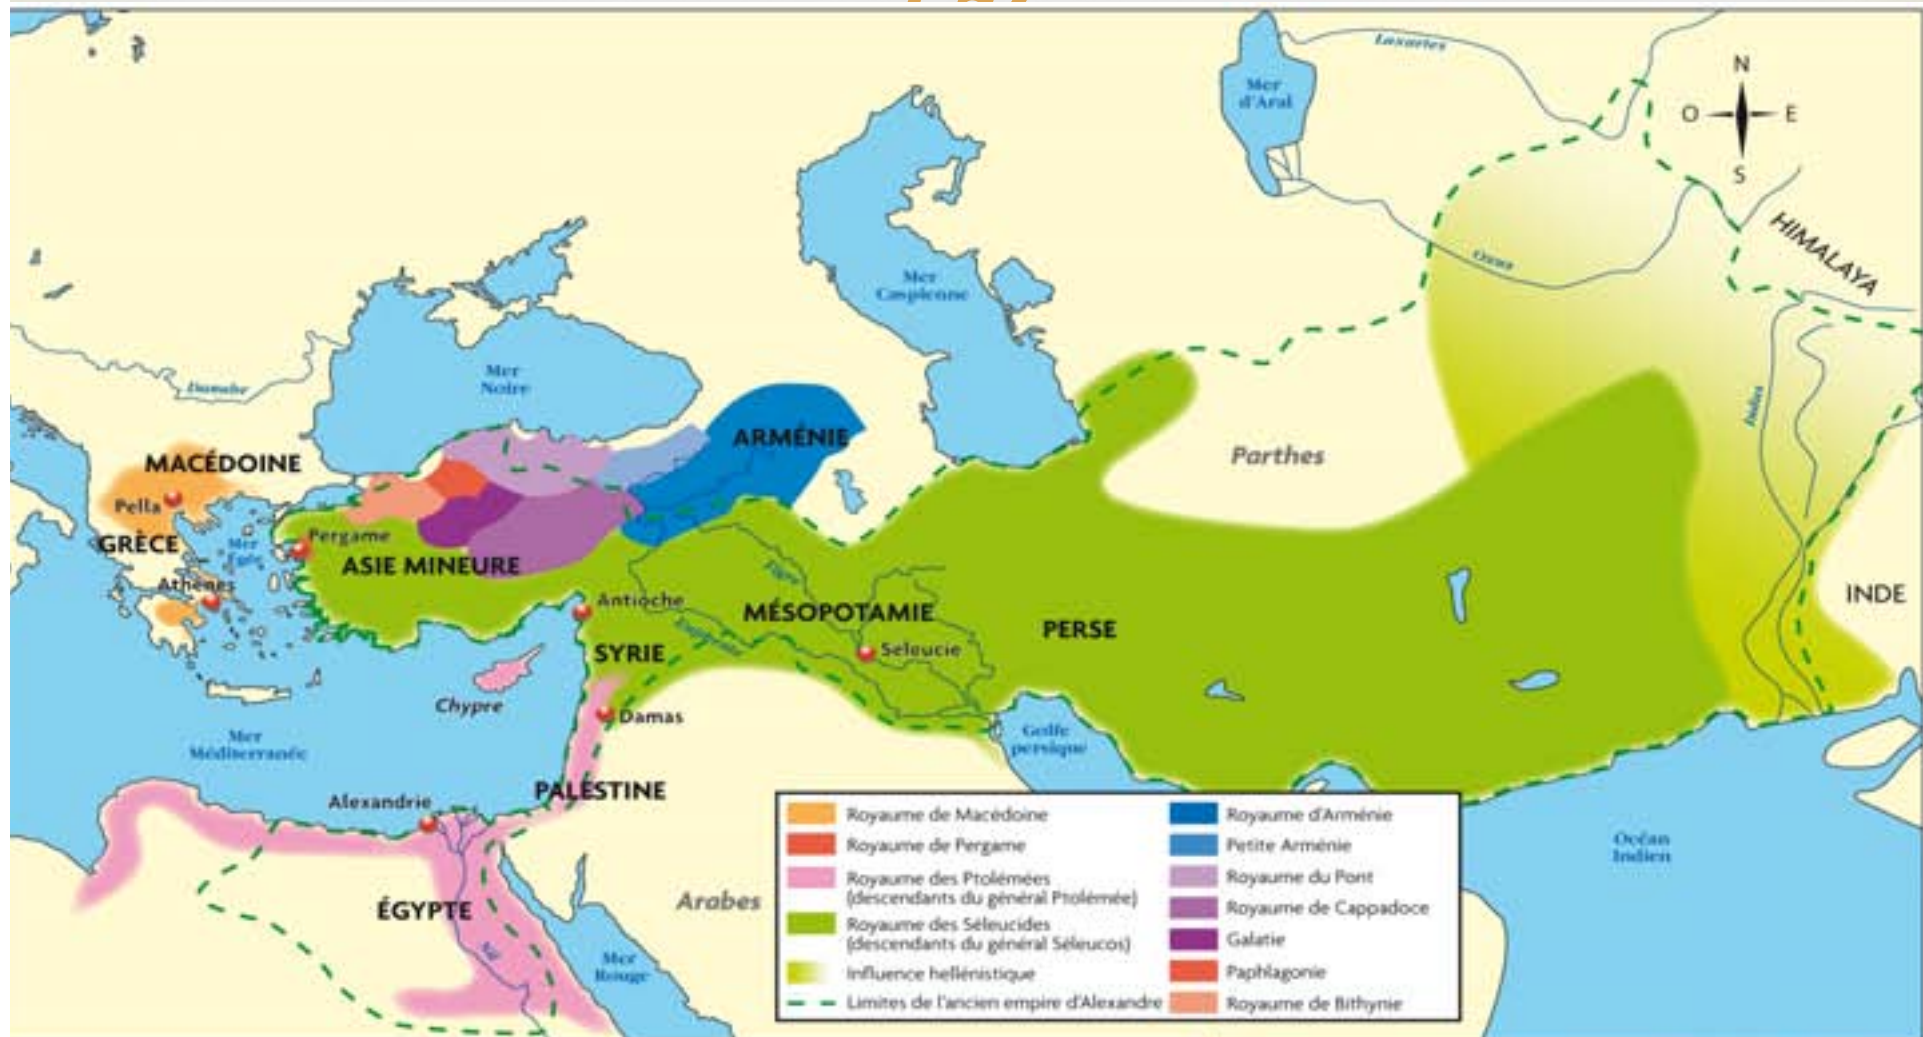 Iaxartes
N
O E
S
Mer
d'Aral
HIMALAYA
Oxus
Mer
Caspienne
Mer
Noire
Danube
Indus
MACÉDOINE
ARMÉNIE
Parthes
Pella
GRÈCE
Mer
Égée
Pergame
ASIE MINEURE
Athènes
Antioche
Tigre
MÉSOPOTAMIE
INDE
SYRIE
Euphrate
Séleucie
PERSE
Chypre
Damas
Mer
Méditerranée
Golfe
persique
PALESTINE
Alexandrie
ÉGYPTE
Arabes
Nil
Mer
Rouge
Océan
Indien
Royaume de Macédoine
Royaume de Pergame
Royaume des Ptolémées
(descendants du général Ptolémée)
Royaume des Séleucides
(descendants du général Séleucos)
Influence hellénistique
Limites de l'ancien empire d'Alexandre
Royaume d'Arménie
Petite Arménie
Royaume du Pont
Royaume de Cappadoce
Galatie
Paphlagonie
Royaume de Bithynie